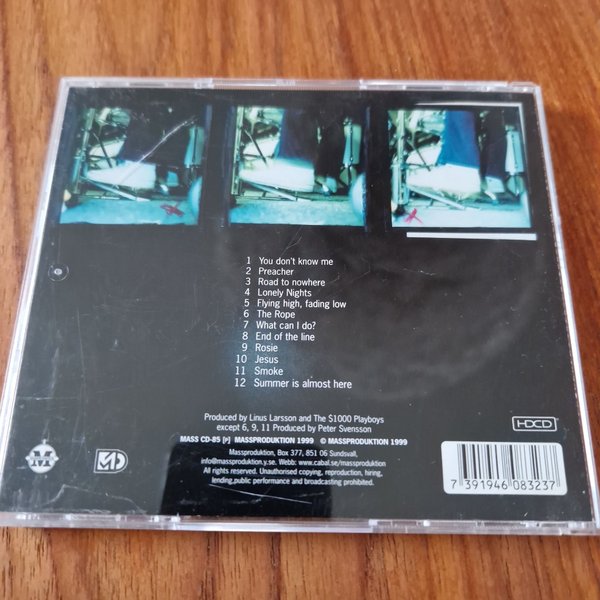 1 You don't know me
2 Preacher
3 Road to nowhere
4 Lonely Nights
5 Flying high, fading low
6 The Rope
7 What can I do?
8 End of the line
9 Rosie
10 Jesus
11 Smoke
12 Summer is almost here
Produced by Linus Larsson and The $1000 Playboys
except 6, 9, 11 Produced by Peter Svensson
HDCD
MASS CD-85 [P] MASSPRODUKTION 1999 © MASSPRODUKTION 1999
Massproduktion, Box 377, 851 06 Sundsvall,
info@massproduktion.y.se. Webb: www.cabal.se/massproduktion
All rights reserved. Unauthorised copying, reproduction, hiring,
lending,public performance and broadcasting prohibited.
M
7 391946 083237